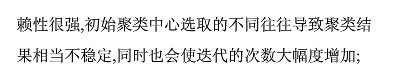 赖性很强,初始聚类中心选取的不同往往导致聚类结
果相当不稳定,同时也会使迭代的次数大幅度增加;